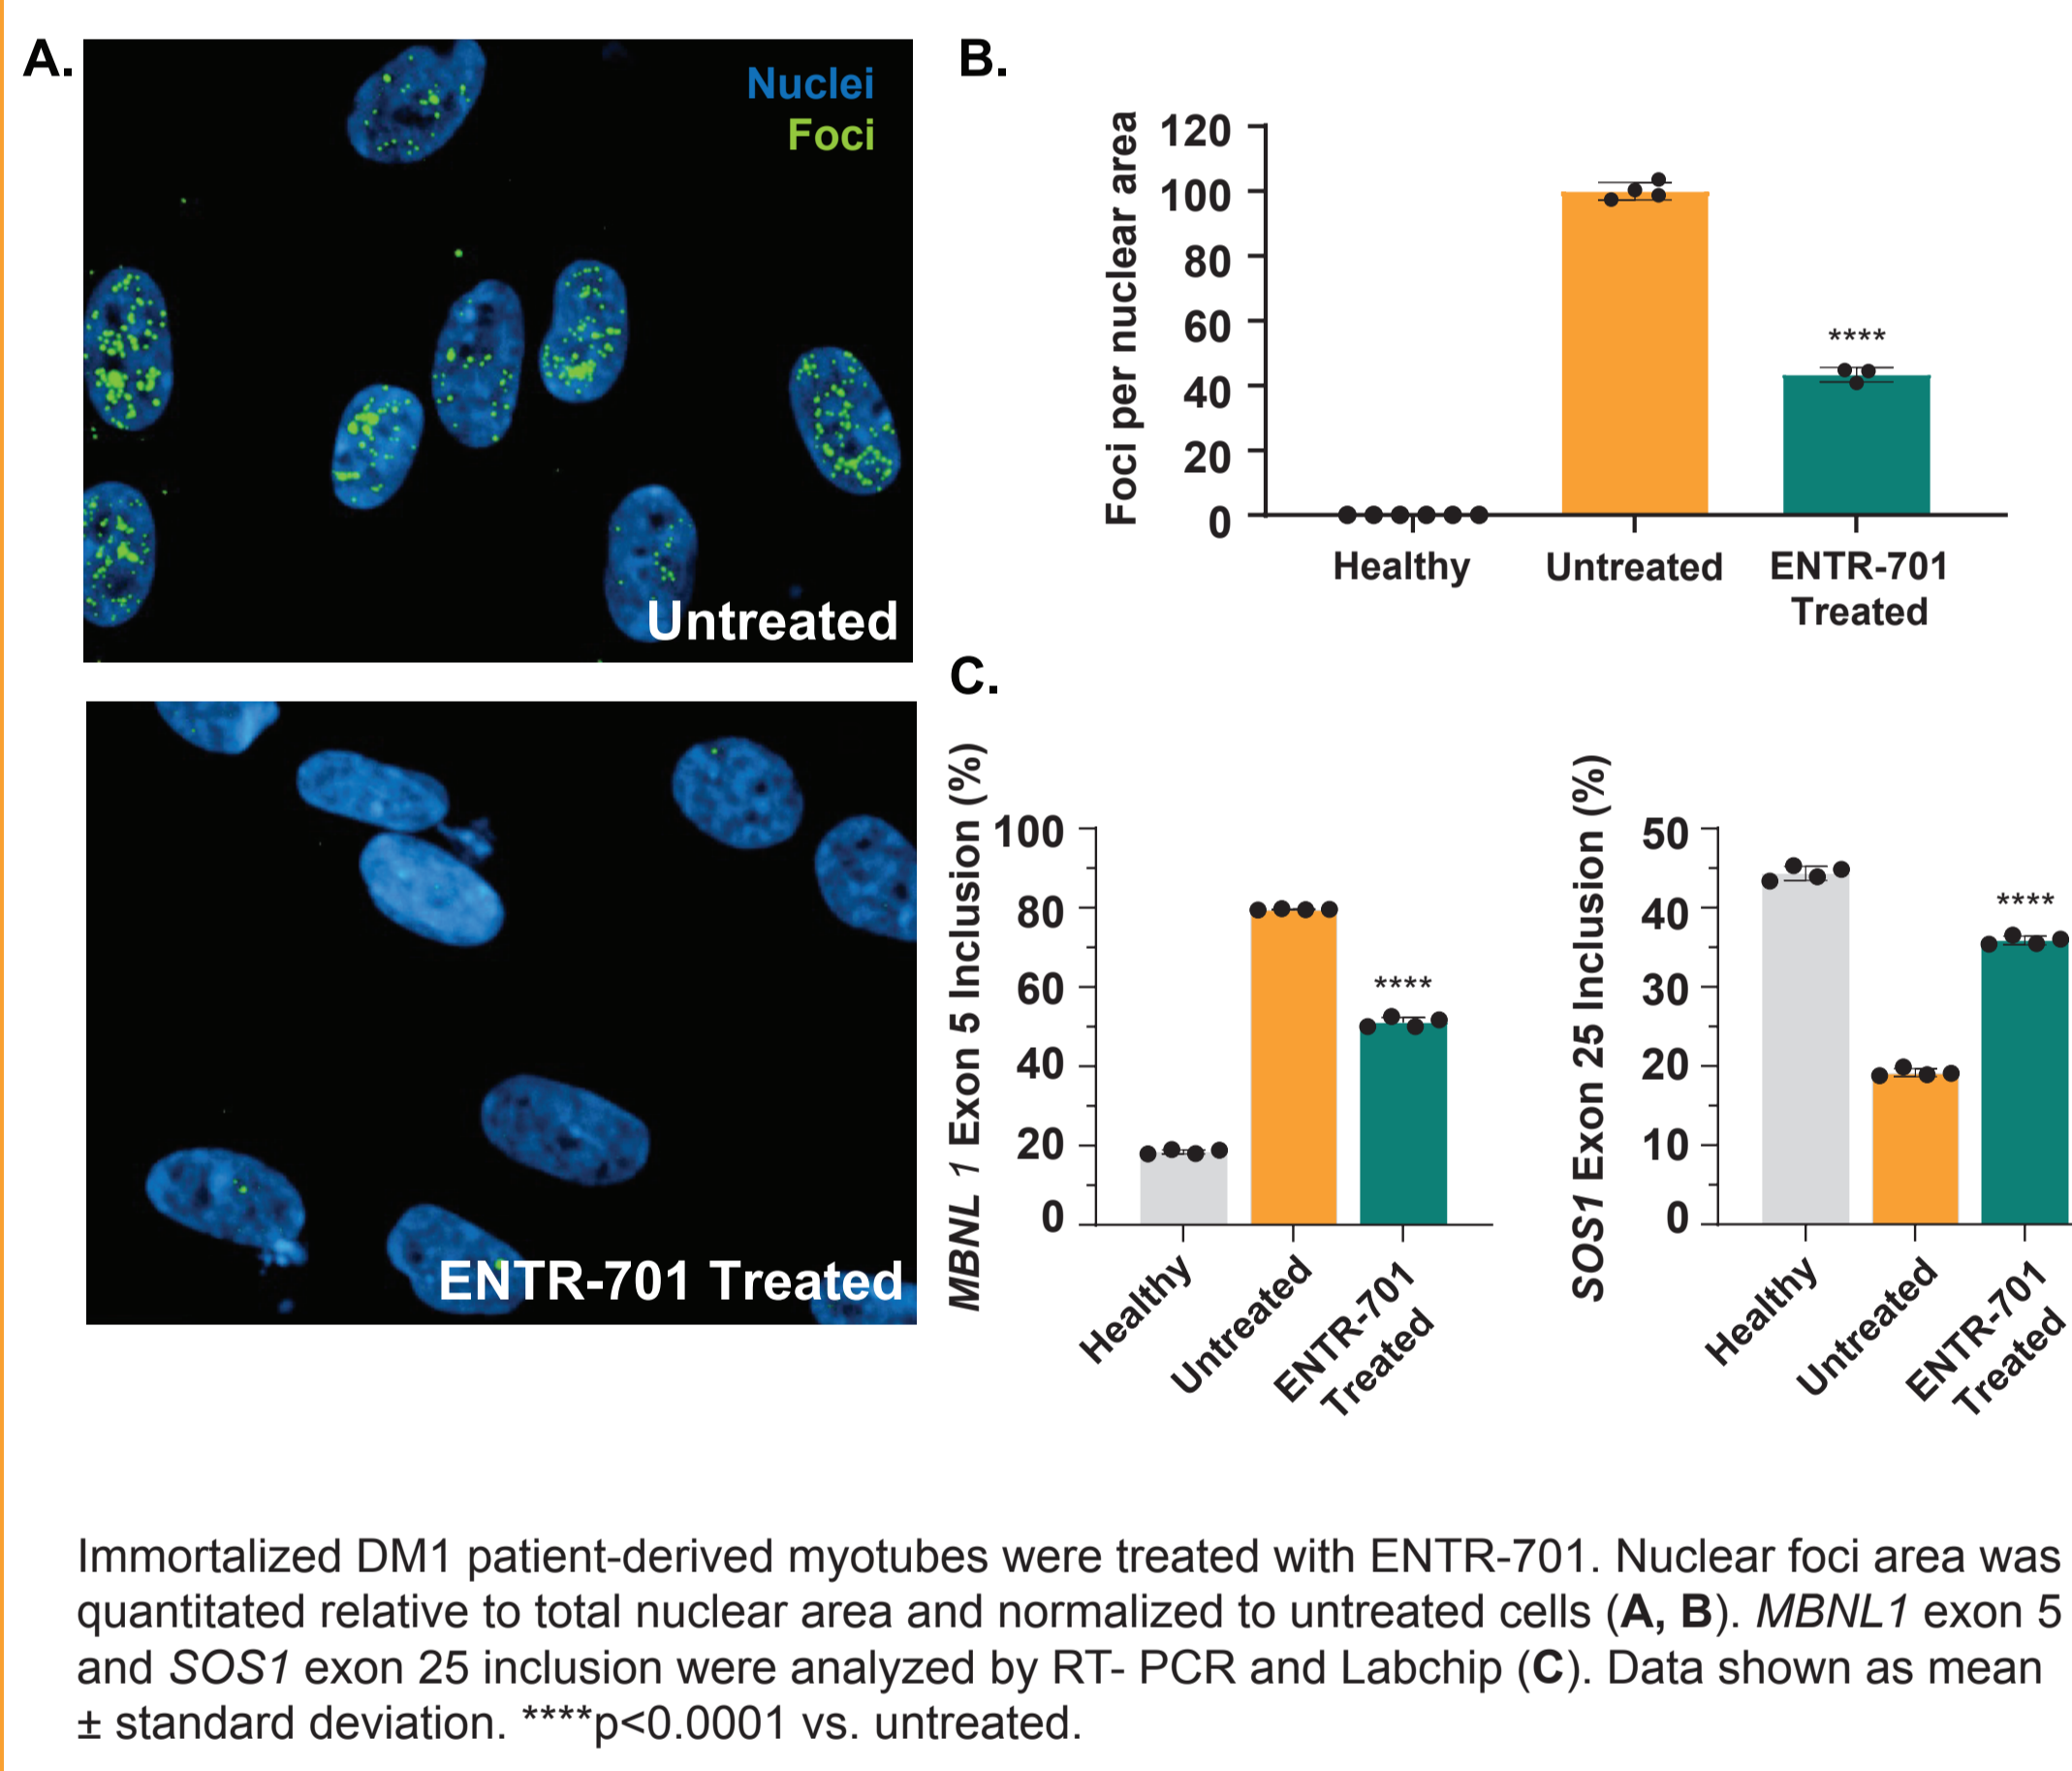 A.
Nuclei
Foci
Untreated
ENTR-701 Treated
B.
Foci per nuclear area
120
100
80
60
40
20
0
****
Healthy
Untreated
ENTR-701
Treated
C.
MBNL 1 Exon 5 Inclusion (%)
100
80
60
40
20
0
****
Healthy
Untreated
ENTR-701
Treated
SOS1 Exon 25 Inclusion (%)
50
40
30
20
10
0
****
Healthy
Untreated
ENTR-701
Treated
Immortalized DM1 patient-derived myotubes were treated with ENTR-701. Nuclear foci area was
quantitated relative to total nuclear area and normalized to untreated cells (A, B). MBNL1 exon 5
and SOS1 exon 25 inclusion were analyzed by RT- PCR and Labchip (C). Data shown as mean
± standard deviation. ****p<0.0001 vs. untreated.